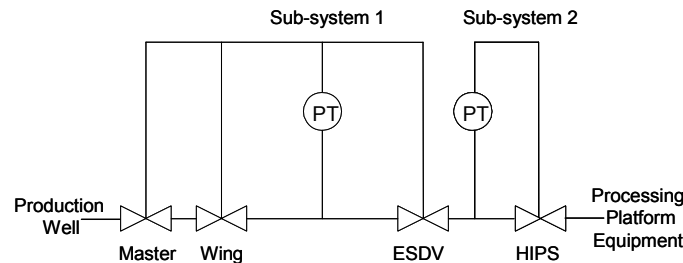 Sub-system 1
Sub-system 2
PT
PT
Production
Well
Processing
Platform
Equipment
Master
Wing
ESDV
HIPS